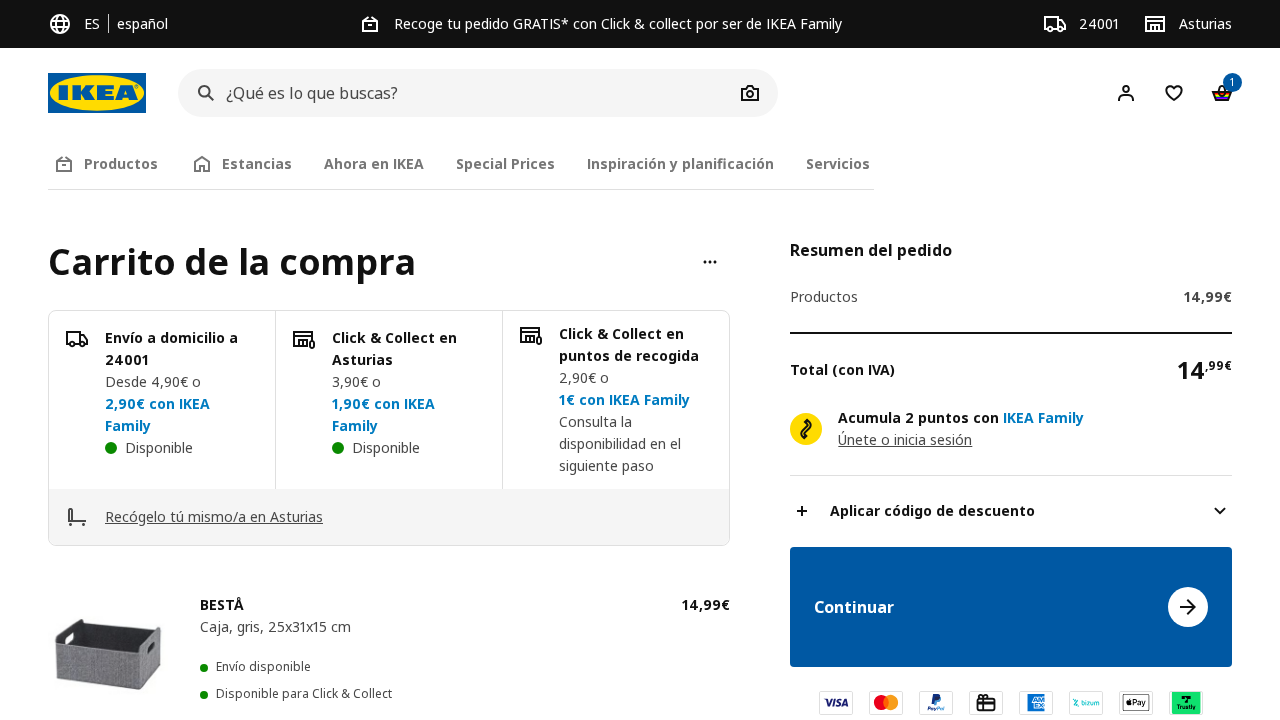 ES
español
Recoge tu pedido GRATIS* con Click & collect por ser de IKEA Family
24001
Asturias
IKEA
¿Qué es lo que buscas?
1
Productos
Estancias
Ahora en IKEA
Special Prices
Inspiración y planificación
Servicios
Carrito de la compra
Envío a domicilio a
24001
Desde 4,90€ o
2,90€ con IKEA
Family
Disponible
Click & Collect en
Asturias
3,90€ o
1,90€ con IKEA
Family
Disponible
Click & Collect en
puntos de recogida
2,90€ o
1€ con IKEA Family
Consulta la
disponibilidad en el
siguiente paso
Recógelo tú mismo/a en Asturias
BESTÅ
14,99€
Caja, gris, 25x31x15 cm
Envío disponible
Disponible para Click & Collect
Resumen del pedido
Productos
14,99€
Total (con IVA)
14,99€
Acumula 2 puntos con IKEA Family
Únete o inicia sesión
Aplicar código de descuento
Continuar
VISA
PayPal
AM
EX
bizum
Pay
Trustly